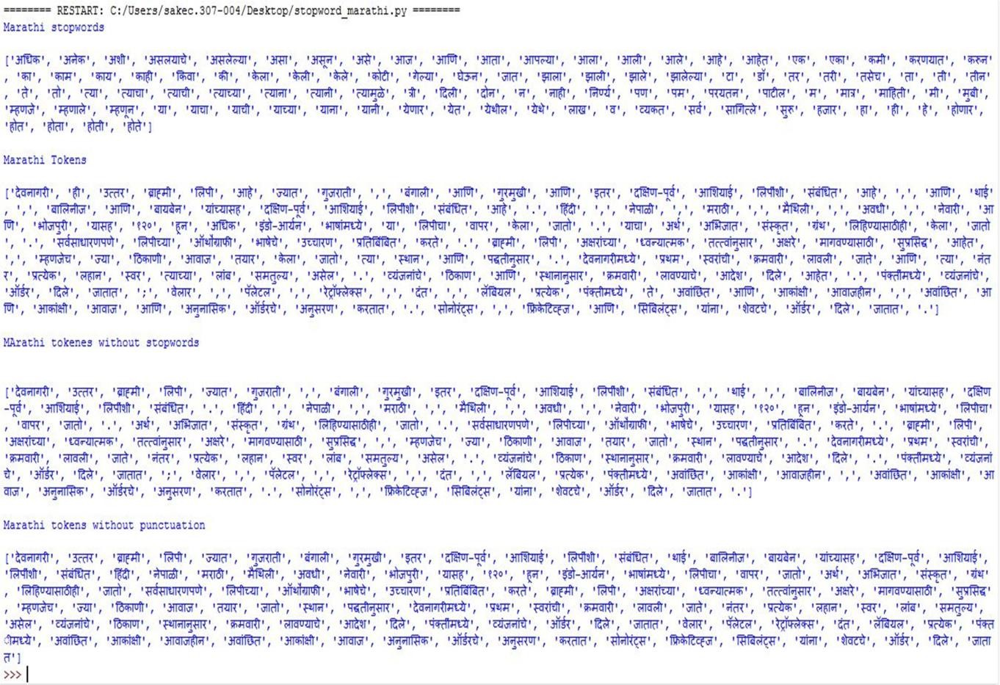 ======== RESTART: C:/Users/sakec.307-004/Desktop/stopword_marathi.py ========
Marathi stopwords
['अधिक', 'अनेक', 'अशी', 'असलयाचे', 'असलेल्या', 'असा', 'असून', 'असे', 'आज', 'आणि', 'आता', 'आपल्या', 'आला', 'आली', 'आले', 'आहे', 'आहेत', 'एक', 'एका', 'कमी', 'करणयात', 'करुन'
, 'का', 'काम', 'काय', 'काही', 'किवा', 'की', 'केला', 'केली', 'केले', 'कोटी', 'गेल्या', 'घेऊन', 'जात', 'झाला', 'झाली', 'झाले', 'झालेल्या', 'टा', 'डॉ', 'तर', 'तरी', 'तसेच', 'ता', 'ती', 'तीन'
, 'ते', 'तो', 'त्या', 'त्याचा', 'त्याची', 'त्याच्या', 'त्याना', 'त्यानी', 'त्यामुळे', 'त्री', 'दिली', 'दोन', 'न', 'नाही', 'निर्ण्य', 'पण', 'पम', 'परयतन', 'पाटील', 'म', 'मात्र', 'माहिती', 'मी', 'मुबी',
'म्हणजे', 'म्हणाले', 'म्हणून', 'या', 'याचा', 'याची', 'याच्या', 'याना', 'यानी', 'येणार', 'येत', 'येथील', 'येथे', 'लाख', 'व', 'व्यकत', 'सर्व', 'सागित्ले', 'सुरु', 'हजार', 'हा', 'ही', 'हे', 'होणार',
'होत', 'होता', 'होती', 'होते']
Marathi Tokens
['देवनागरी', 'ही', 'उत्तर', 'ब्राह्मी', 'लिपी', 'आहे', 'ज्यात', 'गुजराती', ',', 'बंगाली', 'आणि', 'गुरमुखी', 'आणि', 'इतर', 'दक्षिण-पूर्व', 'आशियाई', 'लिपींशी', 'संबंधित', 'आहे', ',', 'आणि', 'थाई'
, ',', 'बालिनीज', 'आणि', 'बायबेन', 'यांच्यासह', 'दक्षिण-पूर्व', 'आशियाई', 'लिपींशी', 'संबंधित', 'आहे', '.', 'हिंदी', ',', 'नेपाळी', ',', 'मराठी', ',', 'मैथिली', ',', 'अवधी', ',', 'नेवारी', 'आ
णि', 'भोजपुरी', 'यासह', '१२०', 'हून', 'अधिक', 'इंडो-आर्यन', 'भाषांमध्ये', 'या', 'लिपीचा', 'वापर', 'केला', 'जातो', '.', 'याचा', 'अर्थ', 'अभिजात', 'संस्कृत', 'ग्रंथ', 'लिहिण्यासाठीही', 'केला', 'जातो
', '.', 'सर्वसाधारणपणे', 'लिपीच्या', 'ऑर्थोग्राफी', 'भाषेचे', 'उच्चारण', 'प्रतिबिंबित', 'करते', '.', 'ब्राह्मी', 'लिपी', 'अक्षरांच्या', 'ध्वन्यात्मक', 'तत्त्वांनुसार', 'अक्षरे', 'मागवण्यासाठी', 'सुप्रसिद्ध', 'आहेत',
',', 'म्हणजेच', 'ज्या', 'ठिकाणी', 'आवाज', 'तयार', 'केला', 'जातो', 'त्या', 'स्थान', 'आणि', 'पद्धतीनुसार', '.', 'देवनागरीमध्ये', 'प्रथम', 'स्वरांची', 'क्रमवारी', 'लावली', 'जाते', 'आणि', 'त्या', 'नंत
र', 'प्रत्येक', 'लहान', 'स्वर', 'त्याच्या', 'लांब', 'समतुल्य', 'असेल', '.', 'व्यंजनांचे', 'ठिकाण', 'आणि', 'स्थानानुसार', 'क्रमवारी', 'लावण्याचे', 'आदेश', 'दिले', 'आहेत', '.', 'पंक्तींमध्ये', 'व्यंजनांचे',
'ऑर्डर', 'दिले', 'जातात', ';', 'वेलार', ',', 'पॅलेटल', ',', 'रेट्रॉफ्लेक्स', ',', 'दंत', ',', 'लॅबियल', 'प्रत्येक', 'पंक्तीमध्ये', 'ते', 'अवांछित', 'आणि', 'आकांक्षी', 'आवाजहीन', ',', 'अवांछित', 'आ
णि', 'आकांक्षी', 'आवाज', 'आणि', 'अनुनासिक', 'ऑर्डरचे', 'अनुसरण', 'करतात', '.', 'सोनोरंट्स', ',', 'फ्रिकेटिव्ह्ज', 'आणि', 'सिबिलंट्स', 'यांना', 'शेवटचे', 'ऑर्डर', 'दिले', 'जातात', '.']
MArathi tokenes without stopwords
['देवनागरी', 'उत्तर', 'ब्राह्मी', 'लिपी', 'ज्यात', 'गुजराती', ',', 'बंगाली', 'गुरमुखी', 'इतर', 'दक्षिण-पूर्व', 'आशियाई', 'लिपींशी', 'संबंधित', ',', 'थाई', ',', 'बालिनीज', 'बायबेन', 'यांच्यासह', 'दक्षिण
-पूर्व', 'आशियाई', 'लिपींशी', 'संबंधित', '.', 'हिंदी', ',', 'नेपाळी', ',', 'मराठी', ',', 'मैथिली', ',', 'अवधी', ',', 'नेवारी', 'भोजपुरी', 'यासह', '१२०', 'हून', 'इंडो-आर्यन', 'भाषांमध्ये', 'लिपीचा'
, 'वापर', 'जातो', '.', 'अर्थ', 'अभिजात', 'संस्कृत', 'ग्रंथ', 'लिहिण्यासाठीही', 'जातो', '.', 'सर्वसाधारणपणे', 'लिपीच्या', 'ऑर्थोग्राफी', 'भाषेचे', 'उच्चारण', 'प्रतिबिंबित', 'करते', '.', 'ब्राह्मी', 'लिपी',
'अक्षरांच्या', 'ध्वन्यात्मक', 'तत्त्वांनुसार', 'अक्षरे', 'मागवण्यासाठी', 'सुप्रसिद्ध', ',', 'म्हणजेच', 'ज्या', 'ठिकाणी', 'आवाज', 'तयार', 'जातो', 'स्थान', 'पद्धतीनुसार', '.', 'देवनागरीमध्ये', 'प्रथम', 'स्वरांची',
'क्रमवारी', 'लावली', 'जाते', 'नंतर', 'प्रत्येक', 'लहान', 'स्वर', 'लांब', 'समतुल्य', 'असेल', '.', 'व्यंजनांचे', 'ठिकाण', 'स्थानानुसार', 'क्रमवारी', 'लावण्याचे', 'आदेश', 'दिले', '.', 'पंक्तींमध्ये', 'व्यंजनां
चे', 'ऑर्डर', 'दिले', 'जातात', ';', 'वेलार', ',', 'पॅलेटल', ',', 'रेट्रॉफ्लेक्स', ',', 'दंत', ',', 'लॅबियल', 'प्रत्येक', 'पंक्तीमध्ये', 'अवांछित', 'आकांक्षी', 'आवाजहीन', ',', 'अवांछित', 'आकांक्षी', 'आ
वाज', 'अनुनासिक', 'ऑर्डरचे', 'अनुसरण', 'करतात', '.', 'सोनोरंट्स', ',', 'फ्रिकेटिव्ह्ज', 'सिबिलंट्स', 'यांना', 'शेवटचे', 'ऑर्डर', 'दिले', 'जातात', '.']
Marathi tokens without punctuation
['देवनागरी', 'उत्तर', 'ब्राह्मी', 'लिपी', 'ज्यात', 'गुजराती', 'बंगाली', 'गुरमुखी', 'इतर', 'दक्षिण-पूर्व', 'आशियाई', 'लिपींशी', 'संबंधित', 'थाई', 'बालिनीज', 'बायबेन', 'यांच्यासह', 'दक्षिण-पूर्व', 'आशियाई',
'लिपींशी', 'संबंधित', 'हिंदी', 'नेपाळी', 'मराठी', 'मैथिली', 'अवधी', 'नेवारी', 'भोजपुरी', 'यासह', '१२०', 'हून', 'इंडो-आर्यन', 'भाषांमध्ये', 'लिपीचा', 'वापर', 'जातो', 'अर्थ', 'अभिजात', 'संस्कृत', 'ग्रंथ'
, 'लिहिण्यासाठीही', 'जातो', 'सर्वसाधारणपणे', 'लिपीच्या', 'ऑर्थोग्राफी', 'भाषेचे', 'उच्चारण', 'प्रतिबिंबित', 'करते', 'ब्राह्मी', 'लिपी', 'अक्षरांच्या', 'ध्वन्यात्मक', 'तत्त्वांनुसार', 'अक्षरे', 'मागवण्यासाठी', 'सुप्रसिद्ध'
, 'म्हणजेच', 'ज्या', 'ठिकाणी', 'आवाज', 'तयार', 'जातो', 'स्थान', 'पद्धतीनुसार', 'देवनागरीमध्ये', 'प्रथम', 'स्वरांची', 'क्रमवारी', 'लावली', 'जाते', 'नंतर', 'प्रत्येक', 'लहान', 'स्वर', 'लांब', 'समतुल्य',
'असेल', 'व्यंजनांचे', 'ठिकाण', 'स्थानानुसार', 'क्रमवारी', 'लावण्याचे', 'आदेश', 'दिले', 'पंक्तींमध्ये', 'व्यंजनांचे', 'ऑर्डर', 'दिले', 'जातात', 'वेलार', 'पॅलेटल', 'रेट्रॉफ्लेक्स', 'दंत', 'लॅबियल', 'प्रत्येक', 'पंक्त
ीमध्ये', 'अवांछित', 'आकांक्षी', 'आवाजहीन', 'अवांछित', 'आकांक्षी', 'आवाज', 'अनुनासिक', 'ऑर्डरचे', 'अनुसरण', 'करतात', 'सोनोरंट्स', 'फ्रिकेटिव्ह्ज', 'सिबिलंट्स', 'यांना', 'शेवटचे', 'ऑर्डर', 'दिले', 'जाता
त']
>>>